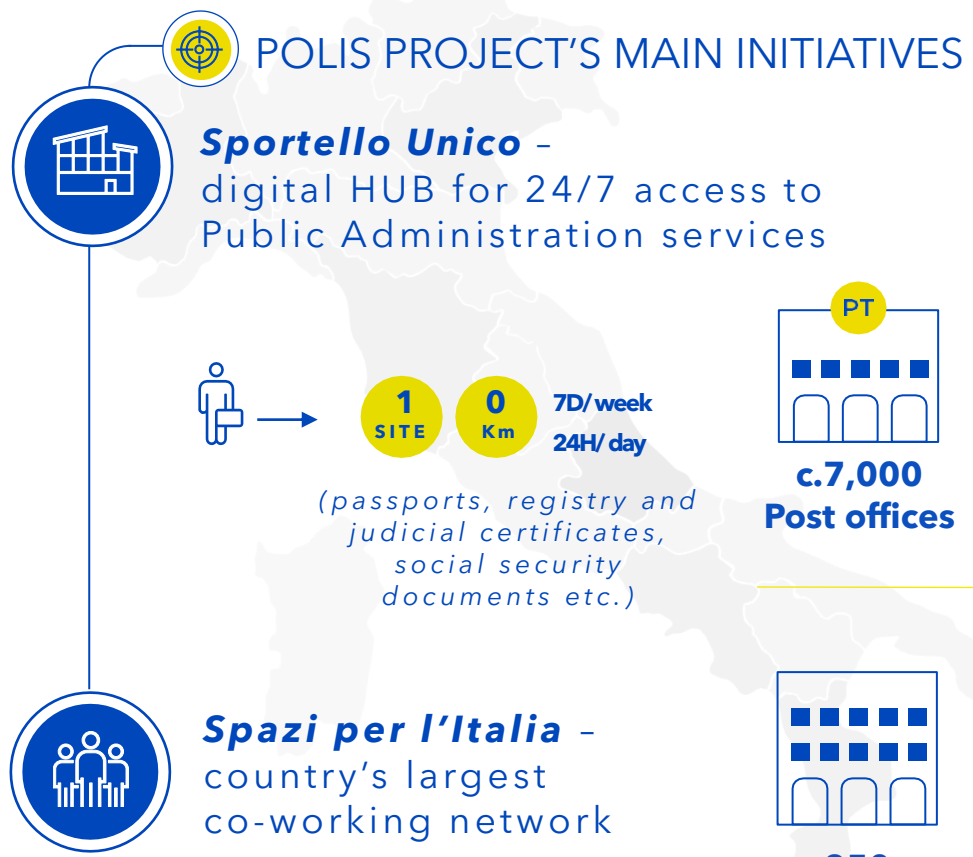 POLIS PROJECT'S MAIN INITIATIVES
Sportello Unico –
digital HUB for 24/7 access to
Public Administration services
PT
1
SITE
0
Km
7D/week
24H/day
(passports, registry and
judicial certificates,
social security
documents etc.)
c.7,000
Post offices
Spazi per l'Italia –
country's largest
co-working network